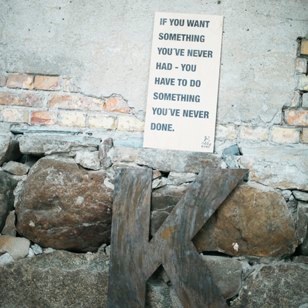 IF YOU WANT
SOMETHING
YOU´VE NEVER
HAD - YOU
HAVE TO DO
SOMETHING
YOU´VE NEVER
DONE.
K